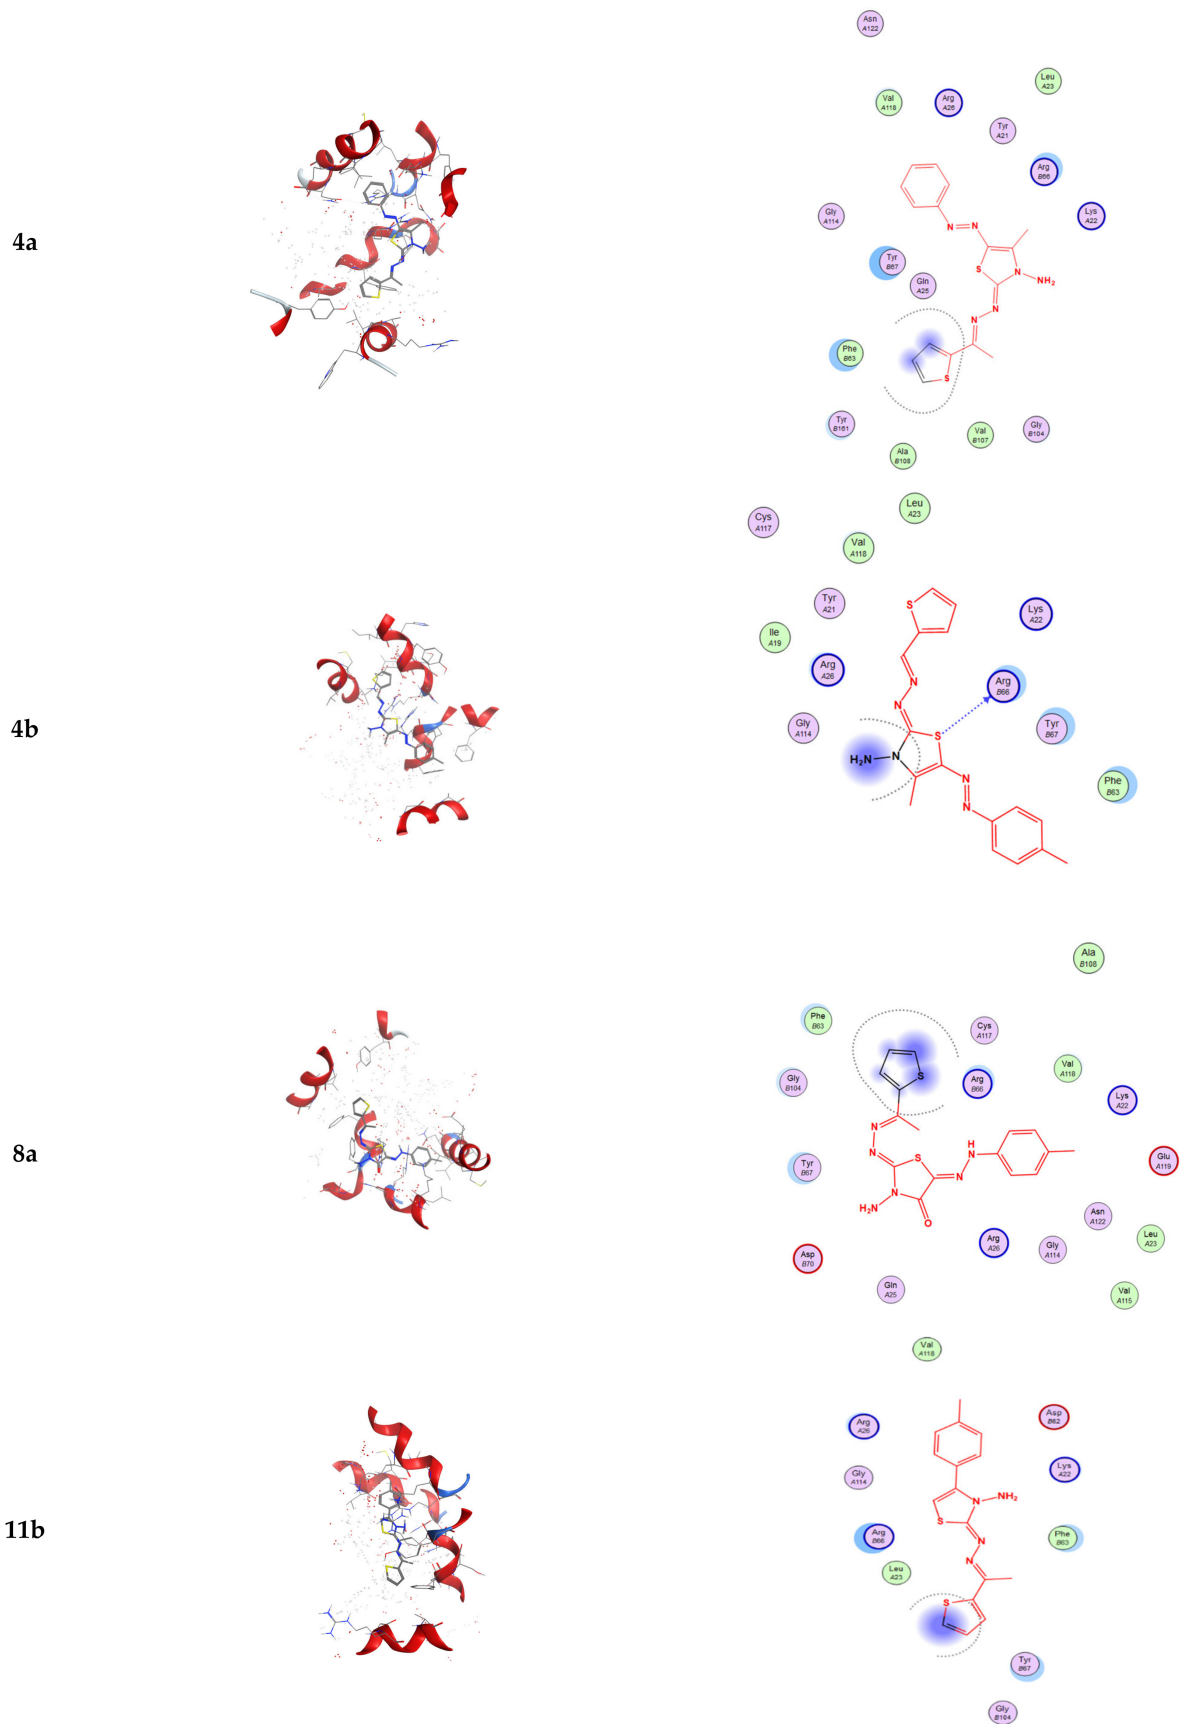 4a
Asn
A122
Leu
A23
Val
A118
Arg
A26
Tyr
A21
Arg
B66
Lys
A22
Gly
A114
N=N
S
N-NH₂
Tyr
B67
Gln
A25
N
N
Phe
B63
S
Tyr
B161
Val
B107
Gly
B104
Ala
B108
4b
Leu
A23
Cys
A117
Val
A118
Tyr
A21
S
Lys
A22
Ile
A19
Arg
A26
N
N
Arg
B66
Gly
A114
S
Tyr
B67
H₂N
N
N
N
Phe
B63
8a
Ala
B108
Phe
B63
Cys
A117
S
Val
A118
Gly
B104
Arg
B66
Lys
A22
N
N
S
H
N
N
Tyr
B67
Glu
A119
H₂N
N
O
Asn
A122
Arg
A26
Gly
A114
Leu
A23
Asp
B70
Gln
A25
Val
A115
11b
Val
A118
Arg
A26
Asp
B62
Gly
A114
Lys
A22
N-NH₂
S
Arg
B66
N
N
Phe
B63
Leu
A23
S
Tyr
B67
Gly
B104